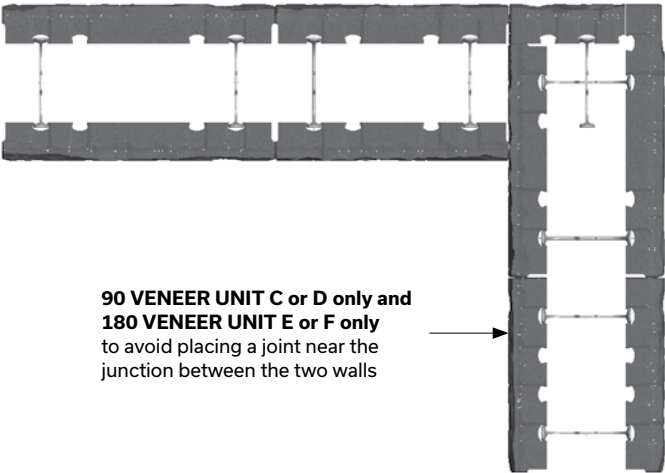 90 VENEER UNIT C or D only and
180 VENEER UNIT E or F only
to avoid placing a joint near the
junction between the two walls